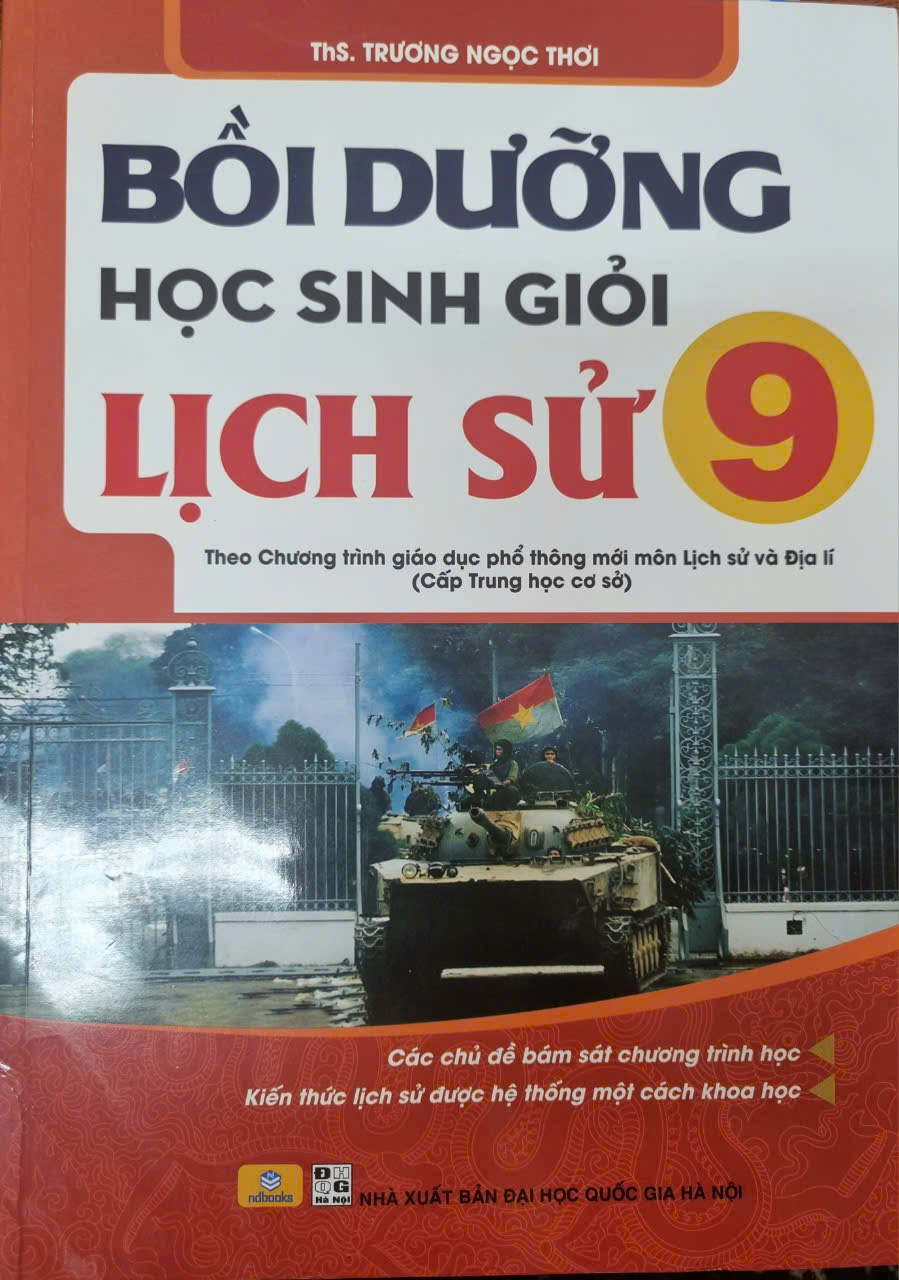 ThS. TRƯƠNG NGỌC THƠI
BỒI DƯỠNG
HỌC SINH GIỎI
LỊCH SỬ 9
Theo Chương trình giáo dục phổ thông mới môn Lịch sử và Địa lí
(Cấp Trung học cơ sở)
Các chủ đề bám sát chương trình học
Kiến thức lịch sử được hệ thống một cách khoa học
ndbooks
ĐH
QG
Hà Nội
NHÀ XUẤT BẢN ĐẠI HỌC QUỐC GIA HÀ NỘI